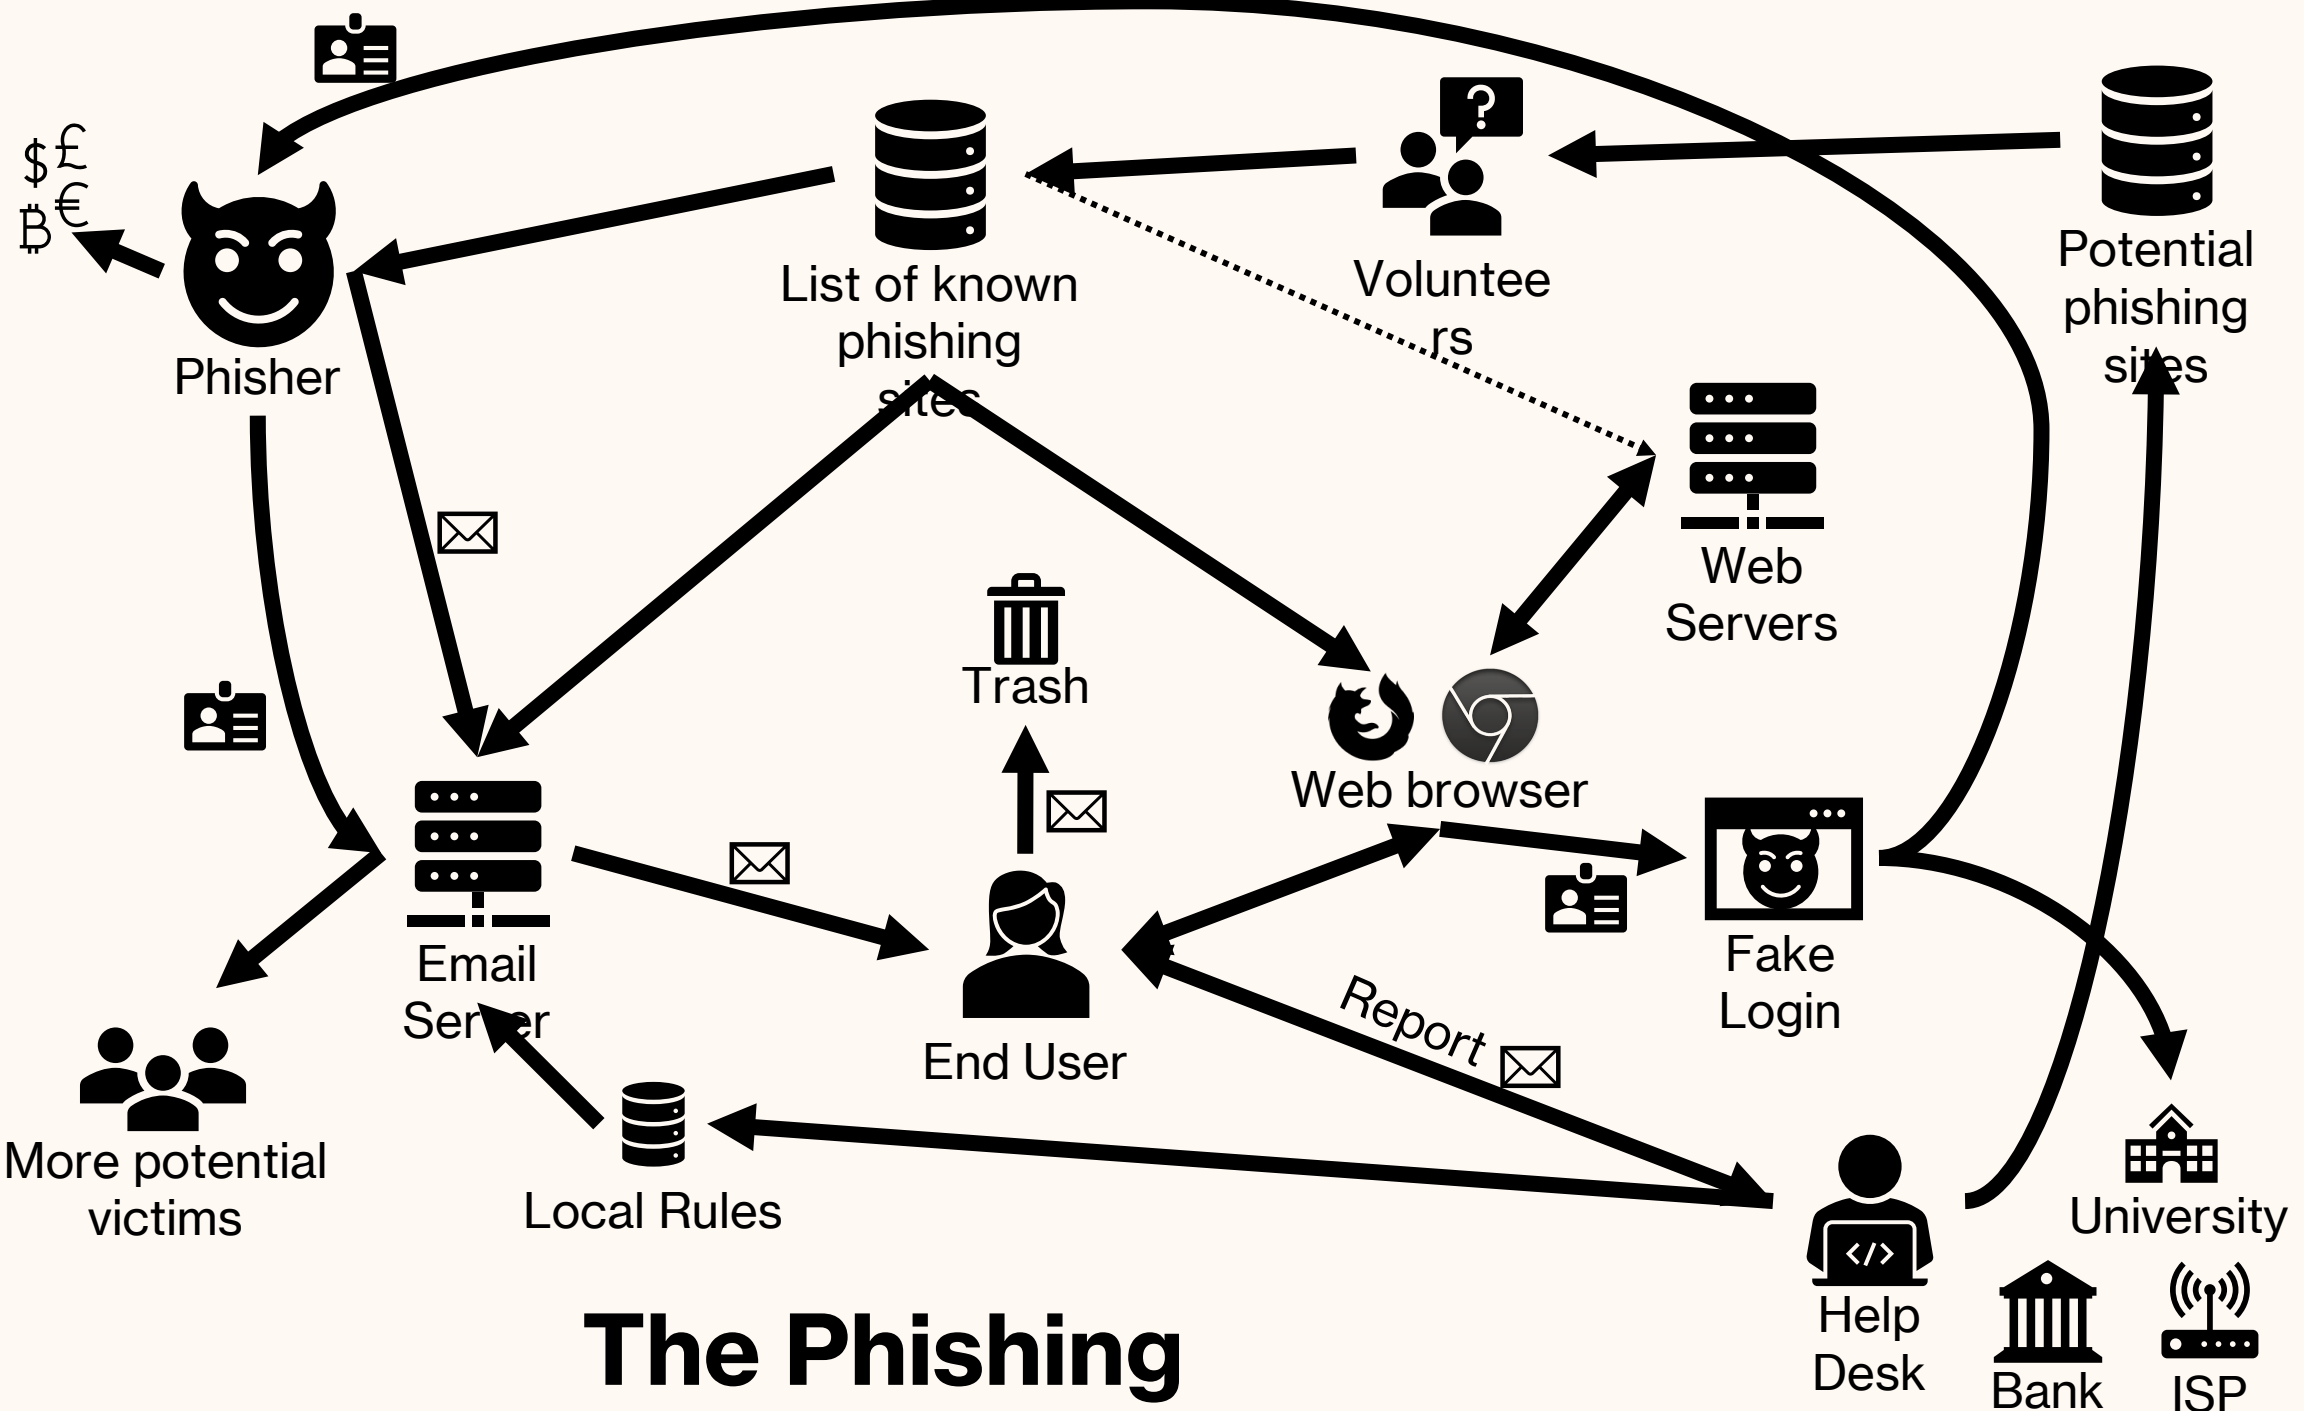 $ £
₿ €
Phisher
List of known
phishing
sites
?
Voluntee
rs
Potential
phishing
sites
Web
Servers
Trash
Web browser
Fake
Login
Email
Server
End User
Report
More potential
victims
Local Rules
</>
Help
Desk
University
Bank
ISP
The Phishing